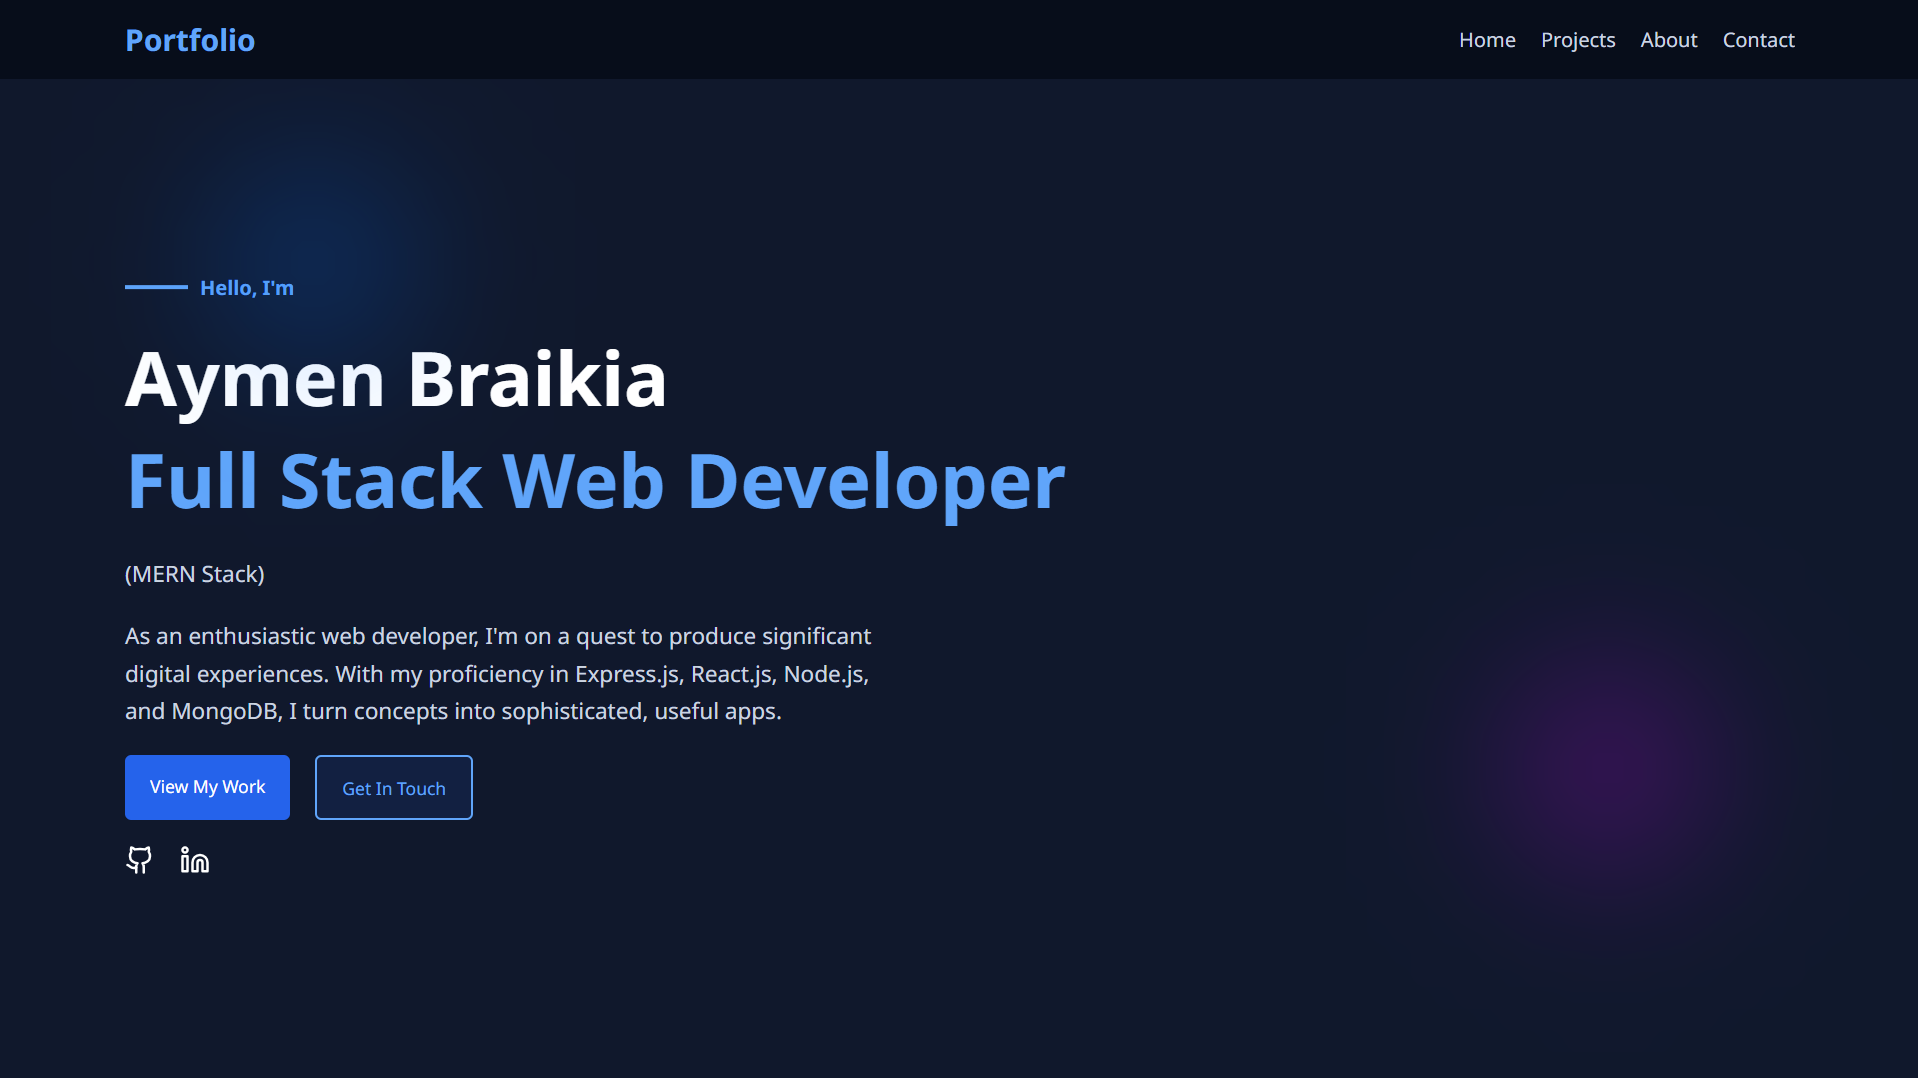 Portfolio
Home Projects About Contact
Hello, I'm
Aymen Braikia
Full Stack Web Developer
(MERN Stack)
As an enthusiastic web developer, I'm on a quest to produce significant
digital experiences. With my proficiency in Express.js, React.js, Node.js,
and MongoDB, I turn concepts into sophisticated, useful apps.
View My Work
Get In Touch